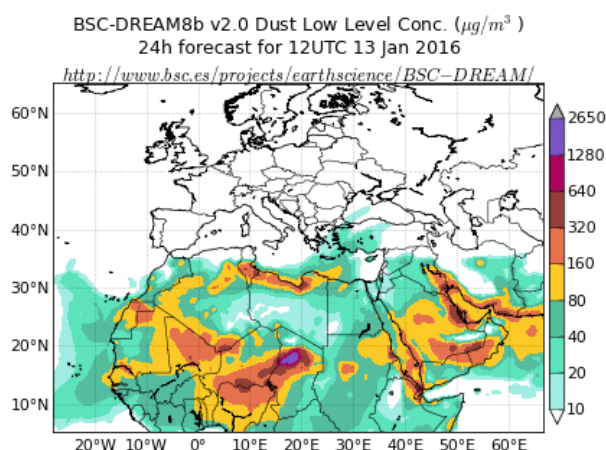 BSC-DREAM8b v2.0 Dust Low Level Conc. (μg/m³ )
24h forecast for 12UTC 13 Jan 2016
http://www.bsc.es/projects/earthscience/BSC−DREAM/
60°N
50°N
40°N
30°N
20°N
10°N
20°W
10°W
0°
10°E
20°E
30°E
40°E
50°E
60°E
2650
1280
640
320
160
80
40
20
10